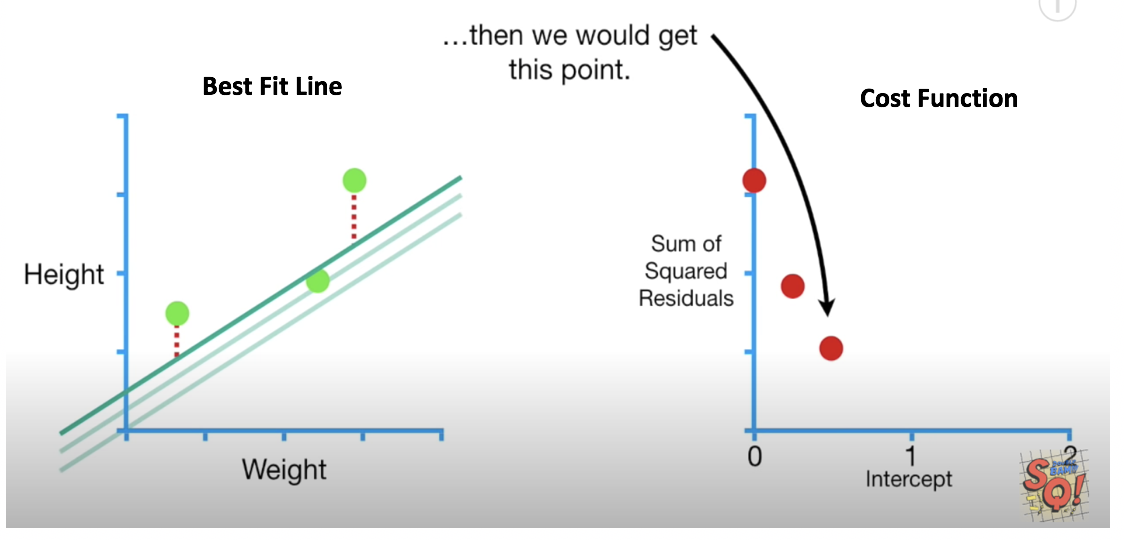 ...then we would get
this point.
Best Fit Line
Cost Function
Height
Weight
Sum of
Squared
Residuals
0
1
2
Intercept
SQ!